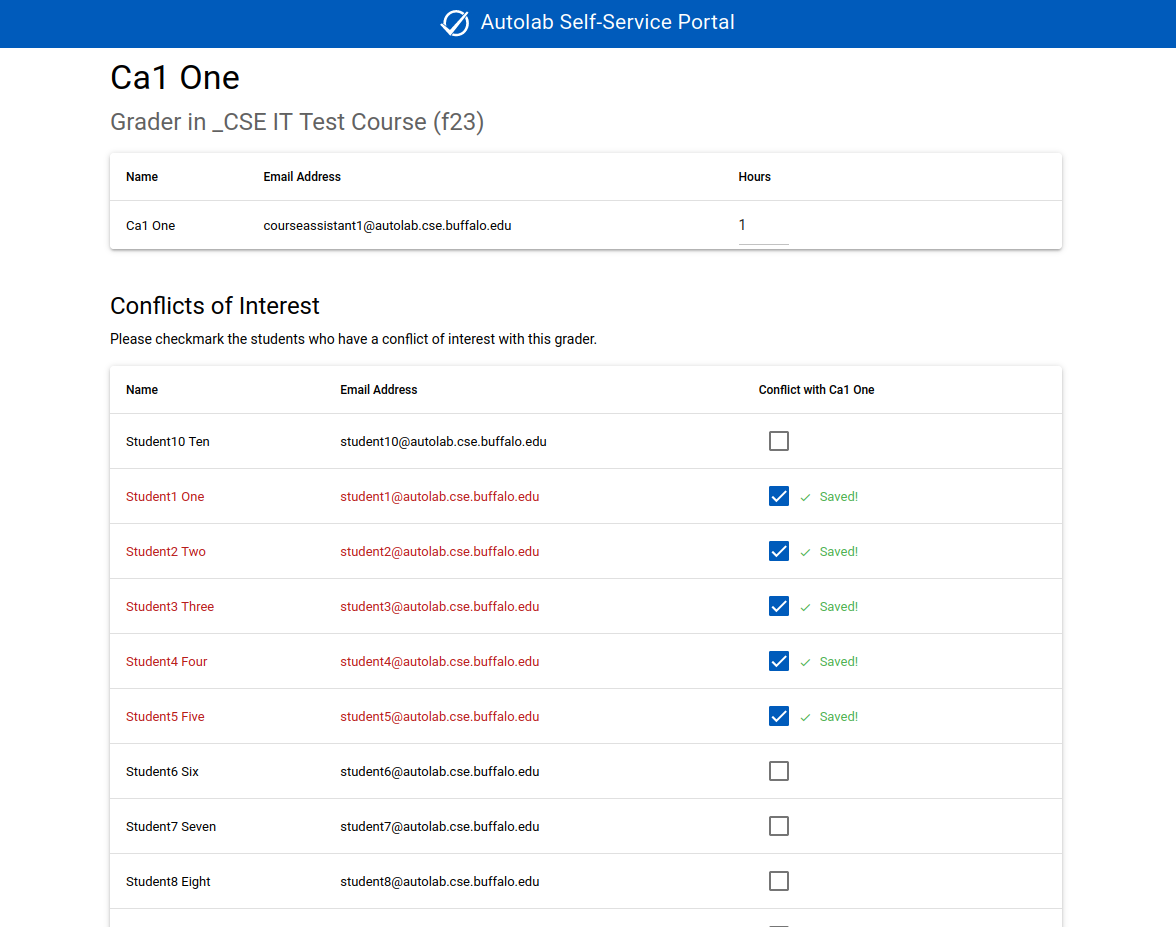 Autolab Self-Service Portal
Ca1 One
Grader in _CSE IT Test Course (f23)
Name Email Address Hours
Ca1 One courseassistant1@autolab.cse.buffalo.edu 1
Conflicts of Interest
Please checkmark the students who have a conflict of interest with this grader.
Name Email Address Conflict with Ca1 One
Student10 Ten student10@autolab.cse.buffalo.edu
Student1 One student1@autolab.cse.buffalo.edu Saved!
Student2 Two student2@autolab.cse.buffalo.edu Saved!
Student3 Three student3@autolab.cse.buffalo.edu Saved!
Student4 Four student4@autolab.cse.buffalo.edu Saved!
Student5 Five student5@autolab.cse.buffalo.edu Saved!
Student6 Six student6@autolab.cse.buffalo.edu
Student7 Seven student7@autolab.cse.buffalo.edu
Student8 Eight student8@autolab.cse.buffalo.edu